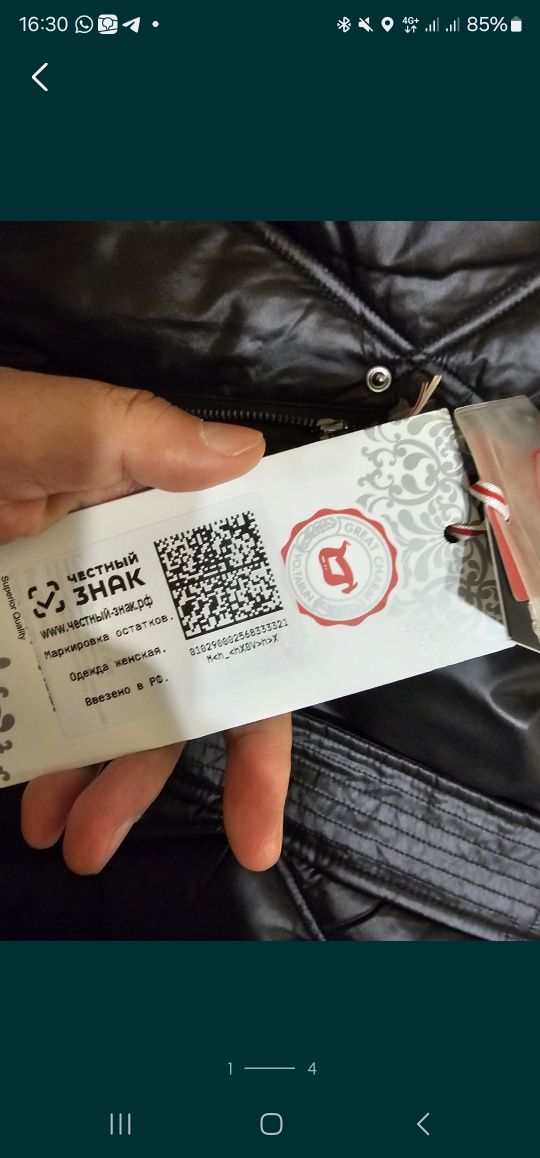 16:30
4G+
85%
Superior Quality
ЧЕСТНЫЙ
ЗНАК
www.честный-знак.рф
Маркировка остатков.
Одежда женская.
Ввезено в РФ.
GREAT
1
4